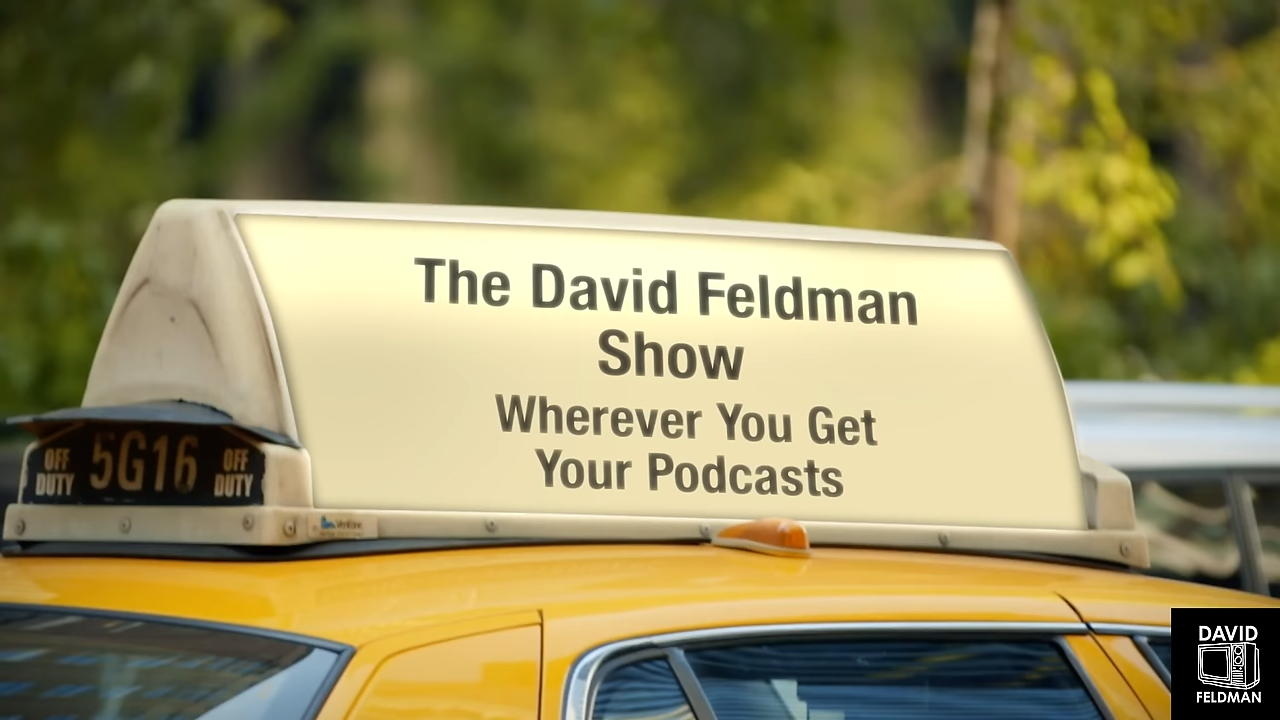 The David Feldman
Show
Wherever You Get
Your Podcasts
OFF
DUTY
5G16
OFF
DUTY
DAVID
FELDMAN